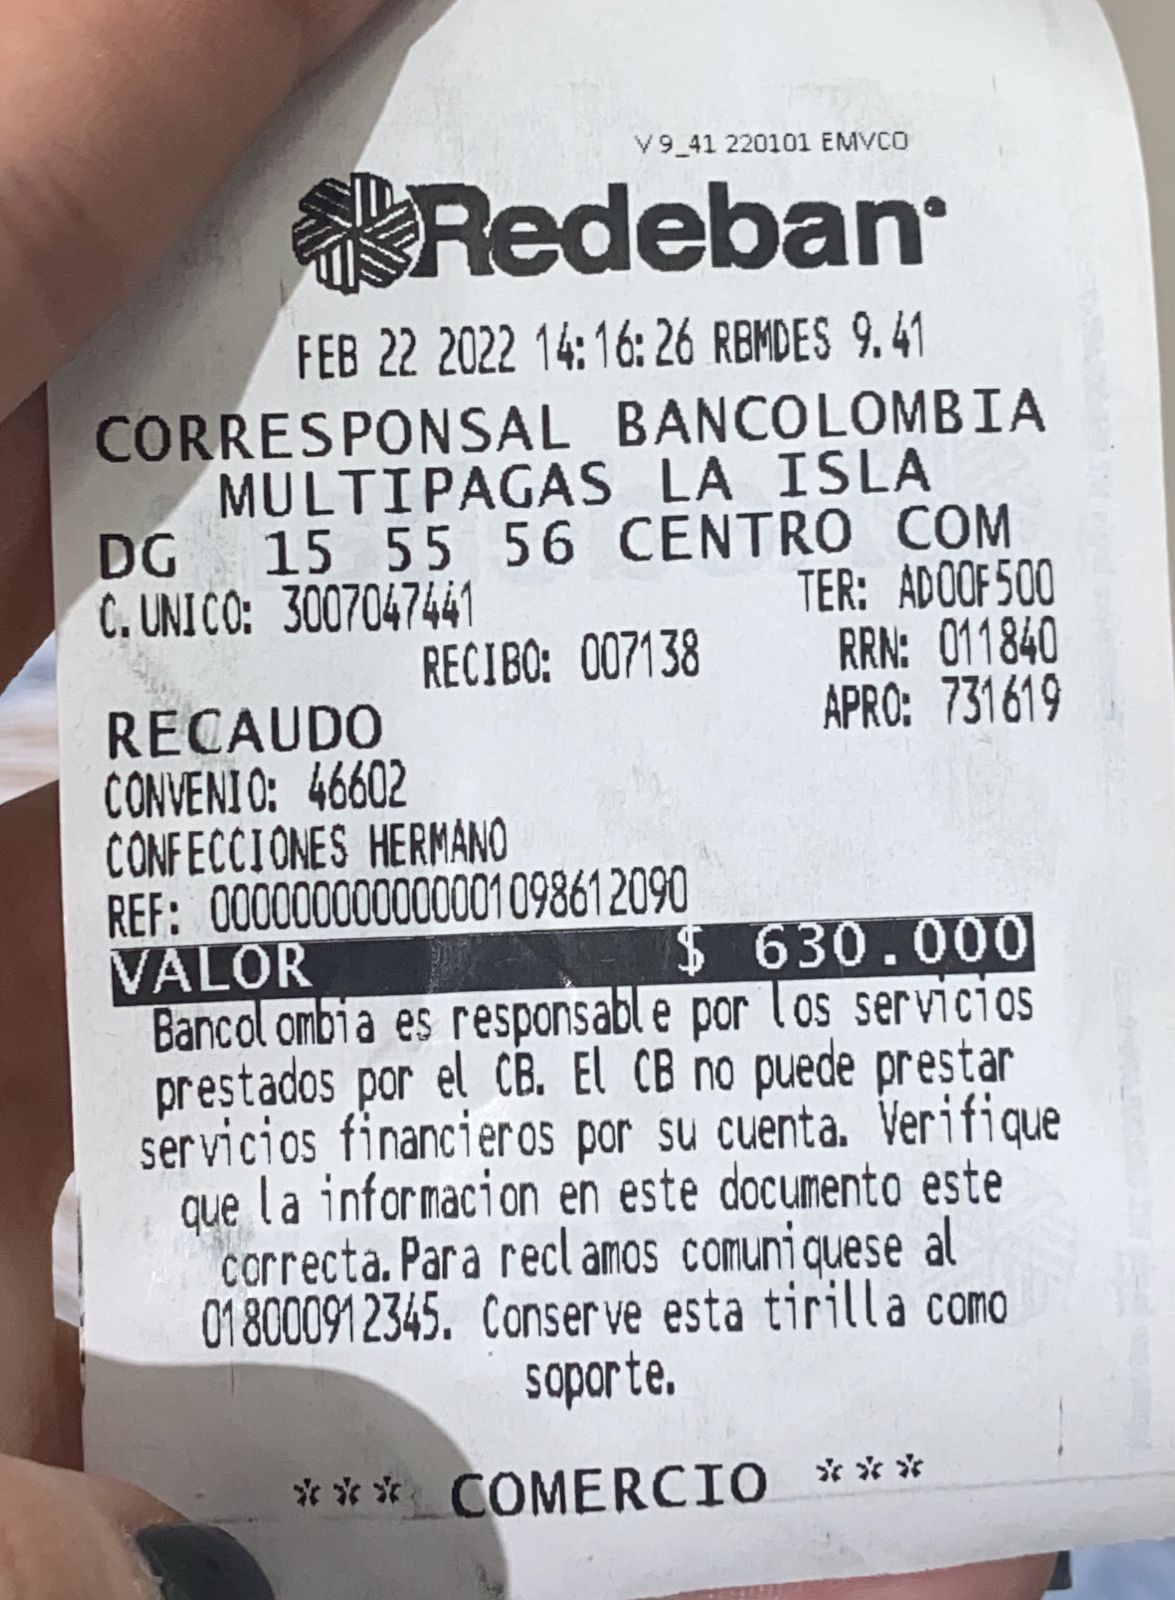 V 9_41 220101 EMVCO
Redeban
FEB 22 2022 14:16:26 RBMDES 9.41
CORRESPONSAL BANCOLOMBIA
MULTIPAGAS LA ISLA
DG 15 55 56 CENTRO COM
C. UNICO: 3007047441 TER: AD00F500
RECIBO: 007138 RRN: 011840
RECAUDO APRO: 731619
CONVENIO: 46602
CONFECCIONES HERMANO
REF: 00000000000001098612090
VALOR $ 630.000
Bancolombia es responsable por los servicios
prestados por el CB. El CB no puede prestar
servicios financieros por su cuenta. Verifique
que la informacion en este documento este
correcta.Para reclamos comuniquese al
018000912345. Conserve esta tirilla como
soporte.
*** COMERCIO ***